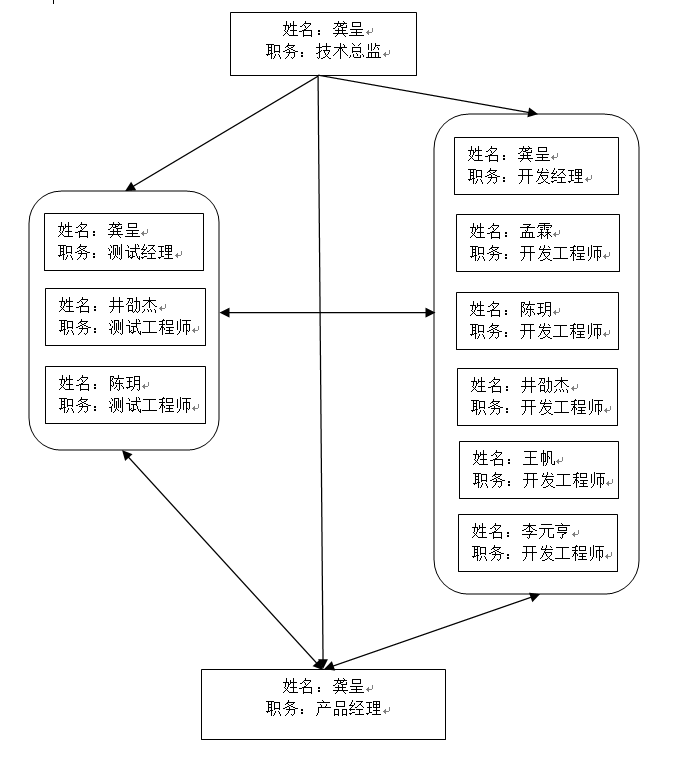 姓名：龚呈
职务：技术总监
姓名：龚呈
职务：测试经理
姓名：井劭杰
职务：测试工程师
姓名：陈玥
职务：测试工程师
姓名：龚呈
职务：开发经理
姓名：孟霖
职务：开发工程师
姓名：陈玥
职务：开发工程师
姓名：井劭杰
职务：开发工程师
姓名：王帆
职务：开发工程师
姓名：李元亨
职务：开发工程师
姓名：龚呈
职务：产品经理